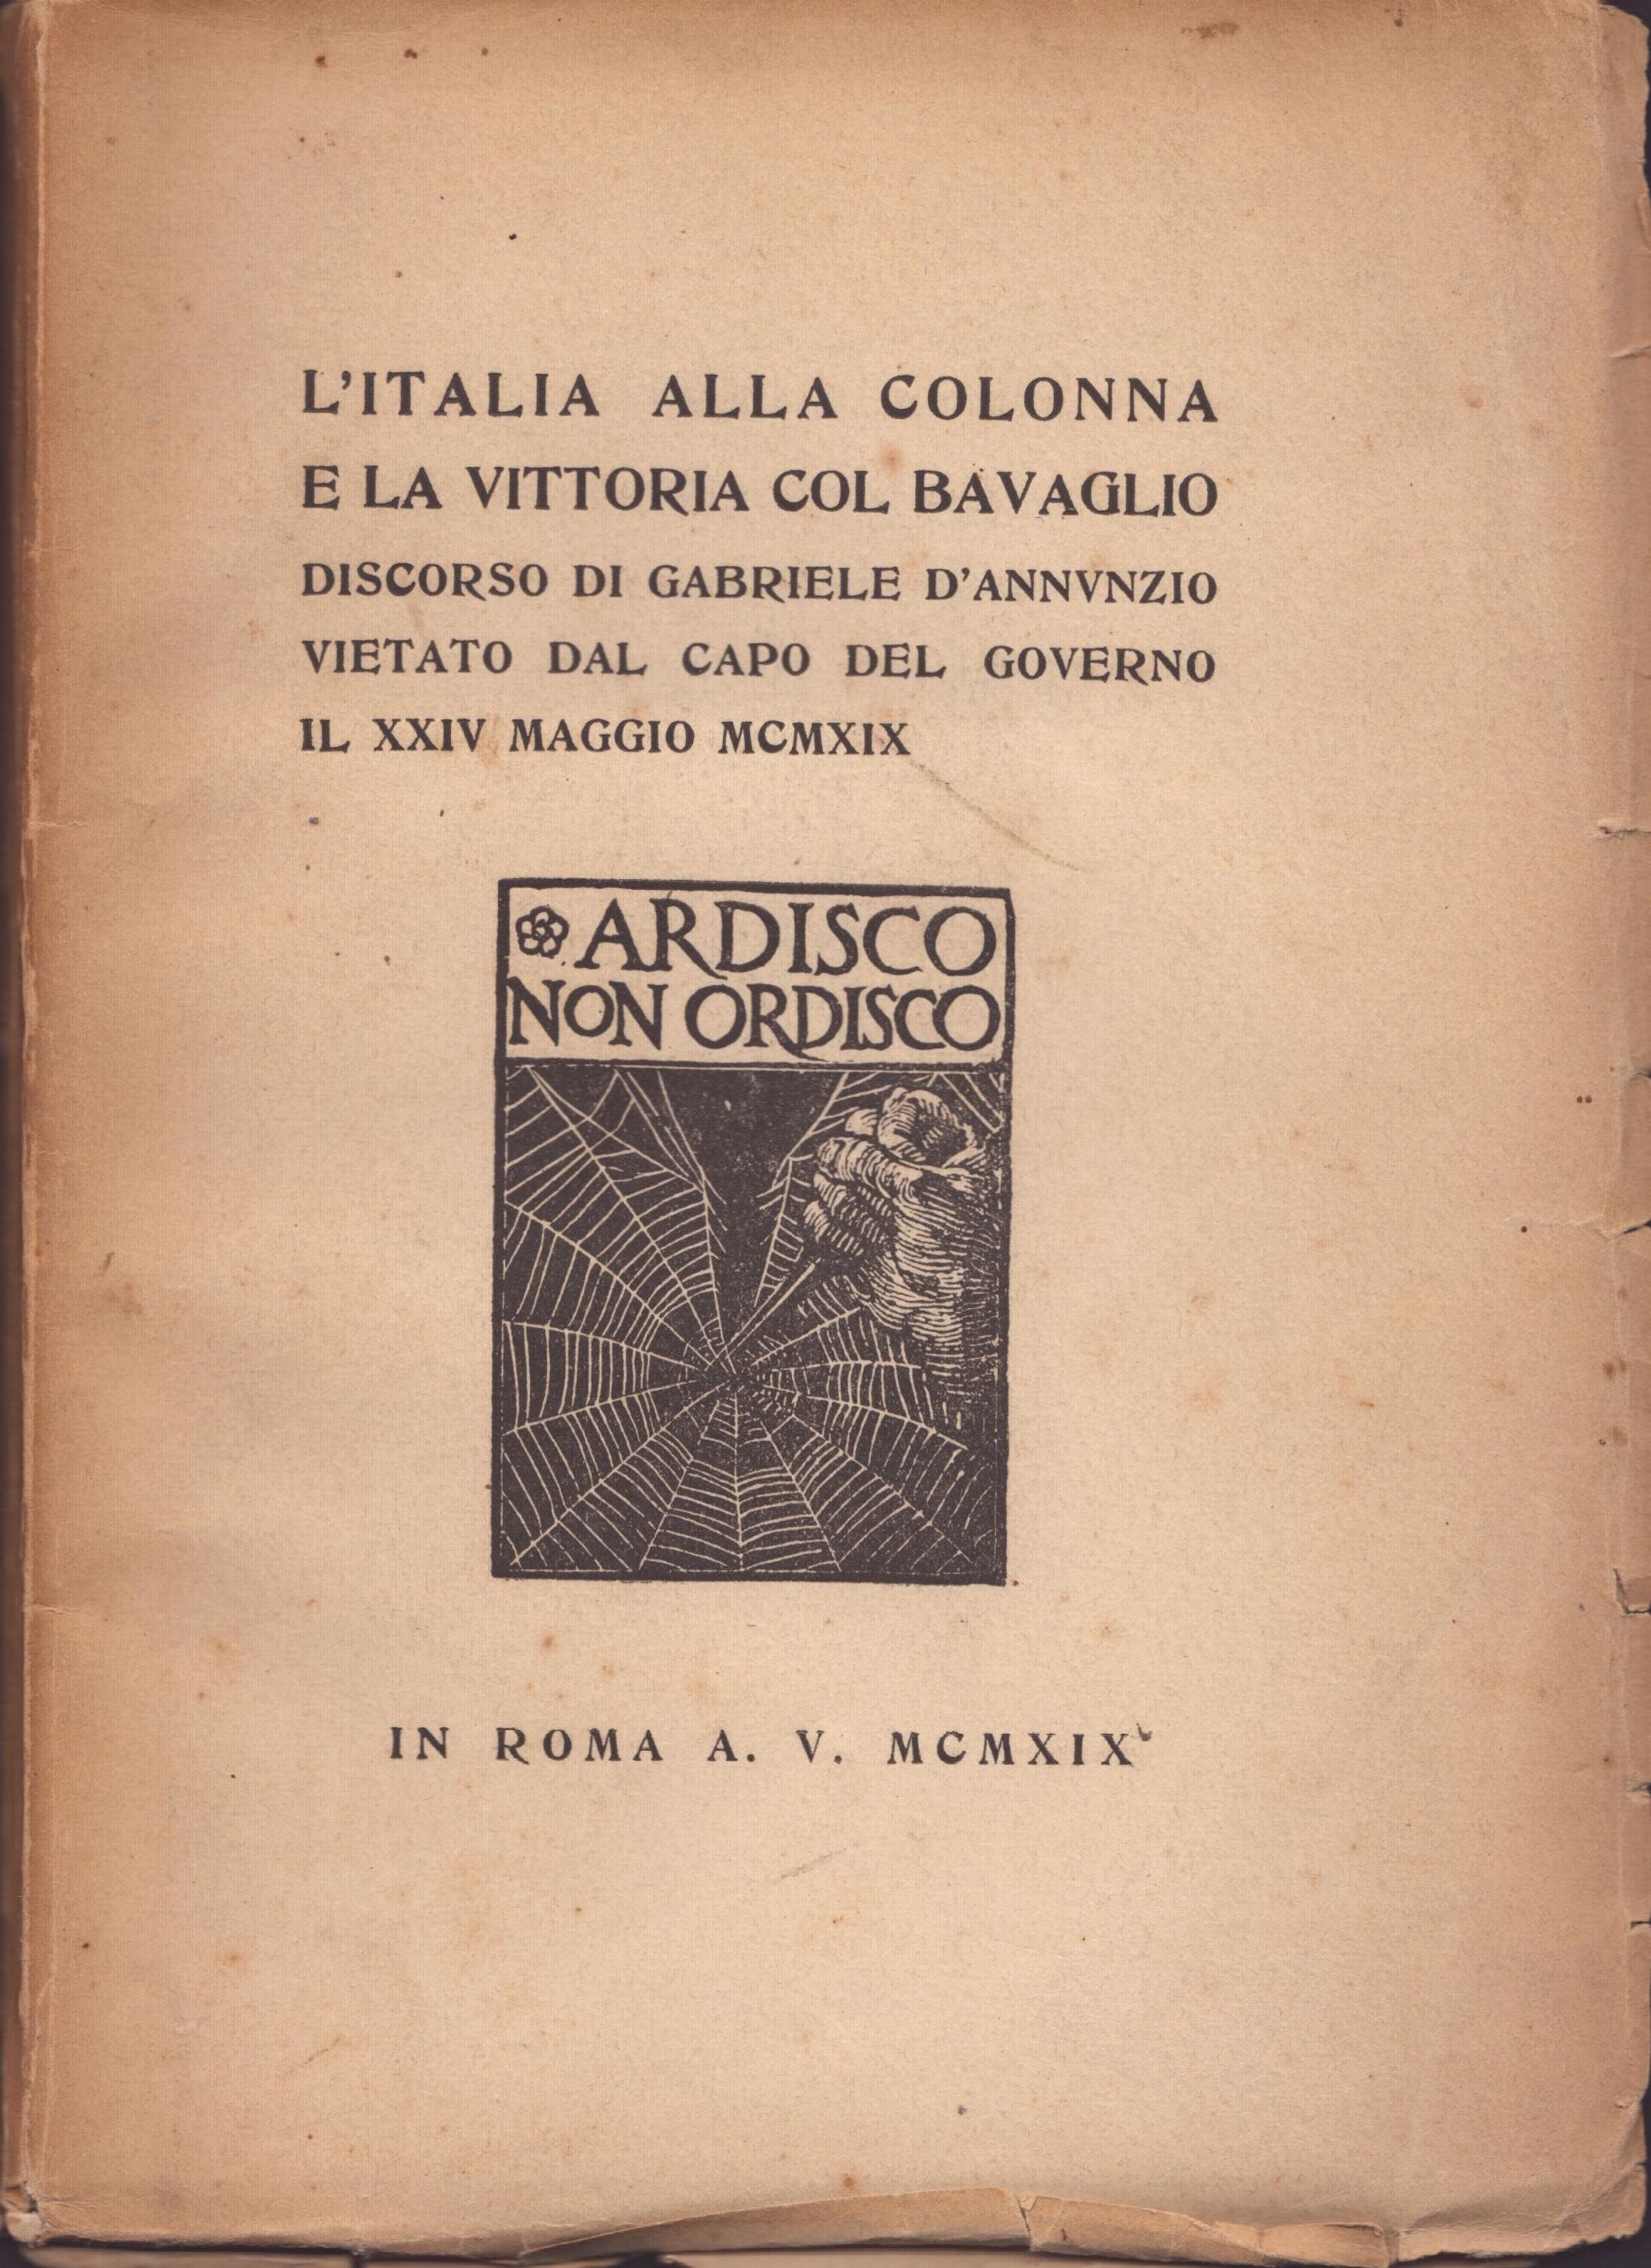 L'ITALIA ALLA COLONNA
E LA VITTORIA COL BAVAGLIO
DISCORSO DI GABRIELE D'ANNVNZIO
VIETATO DAL CAPO DEL GOVERNO
IL XXIV MAGGIO MCMXIX
ARDISCO
NON ORDISCO
IN ROMA A. V. MCMXIX